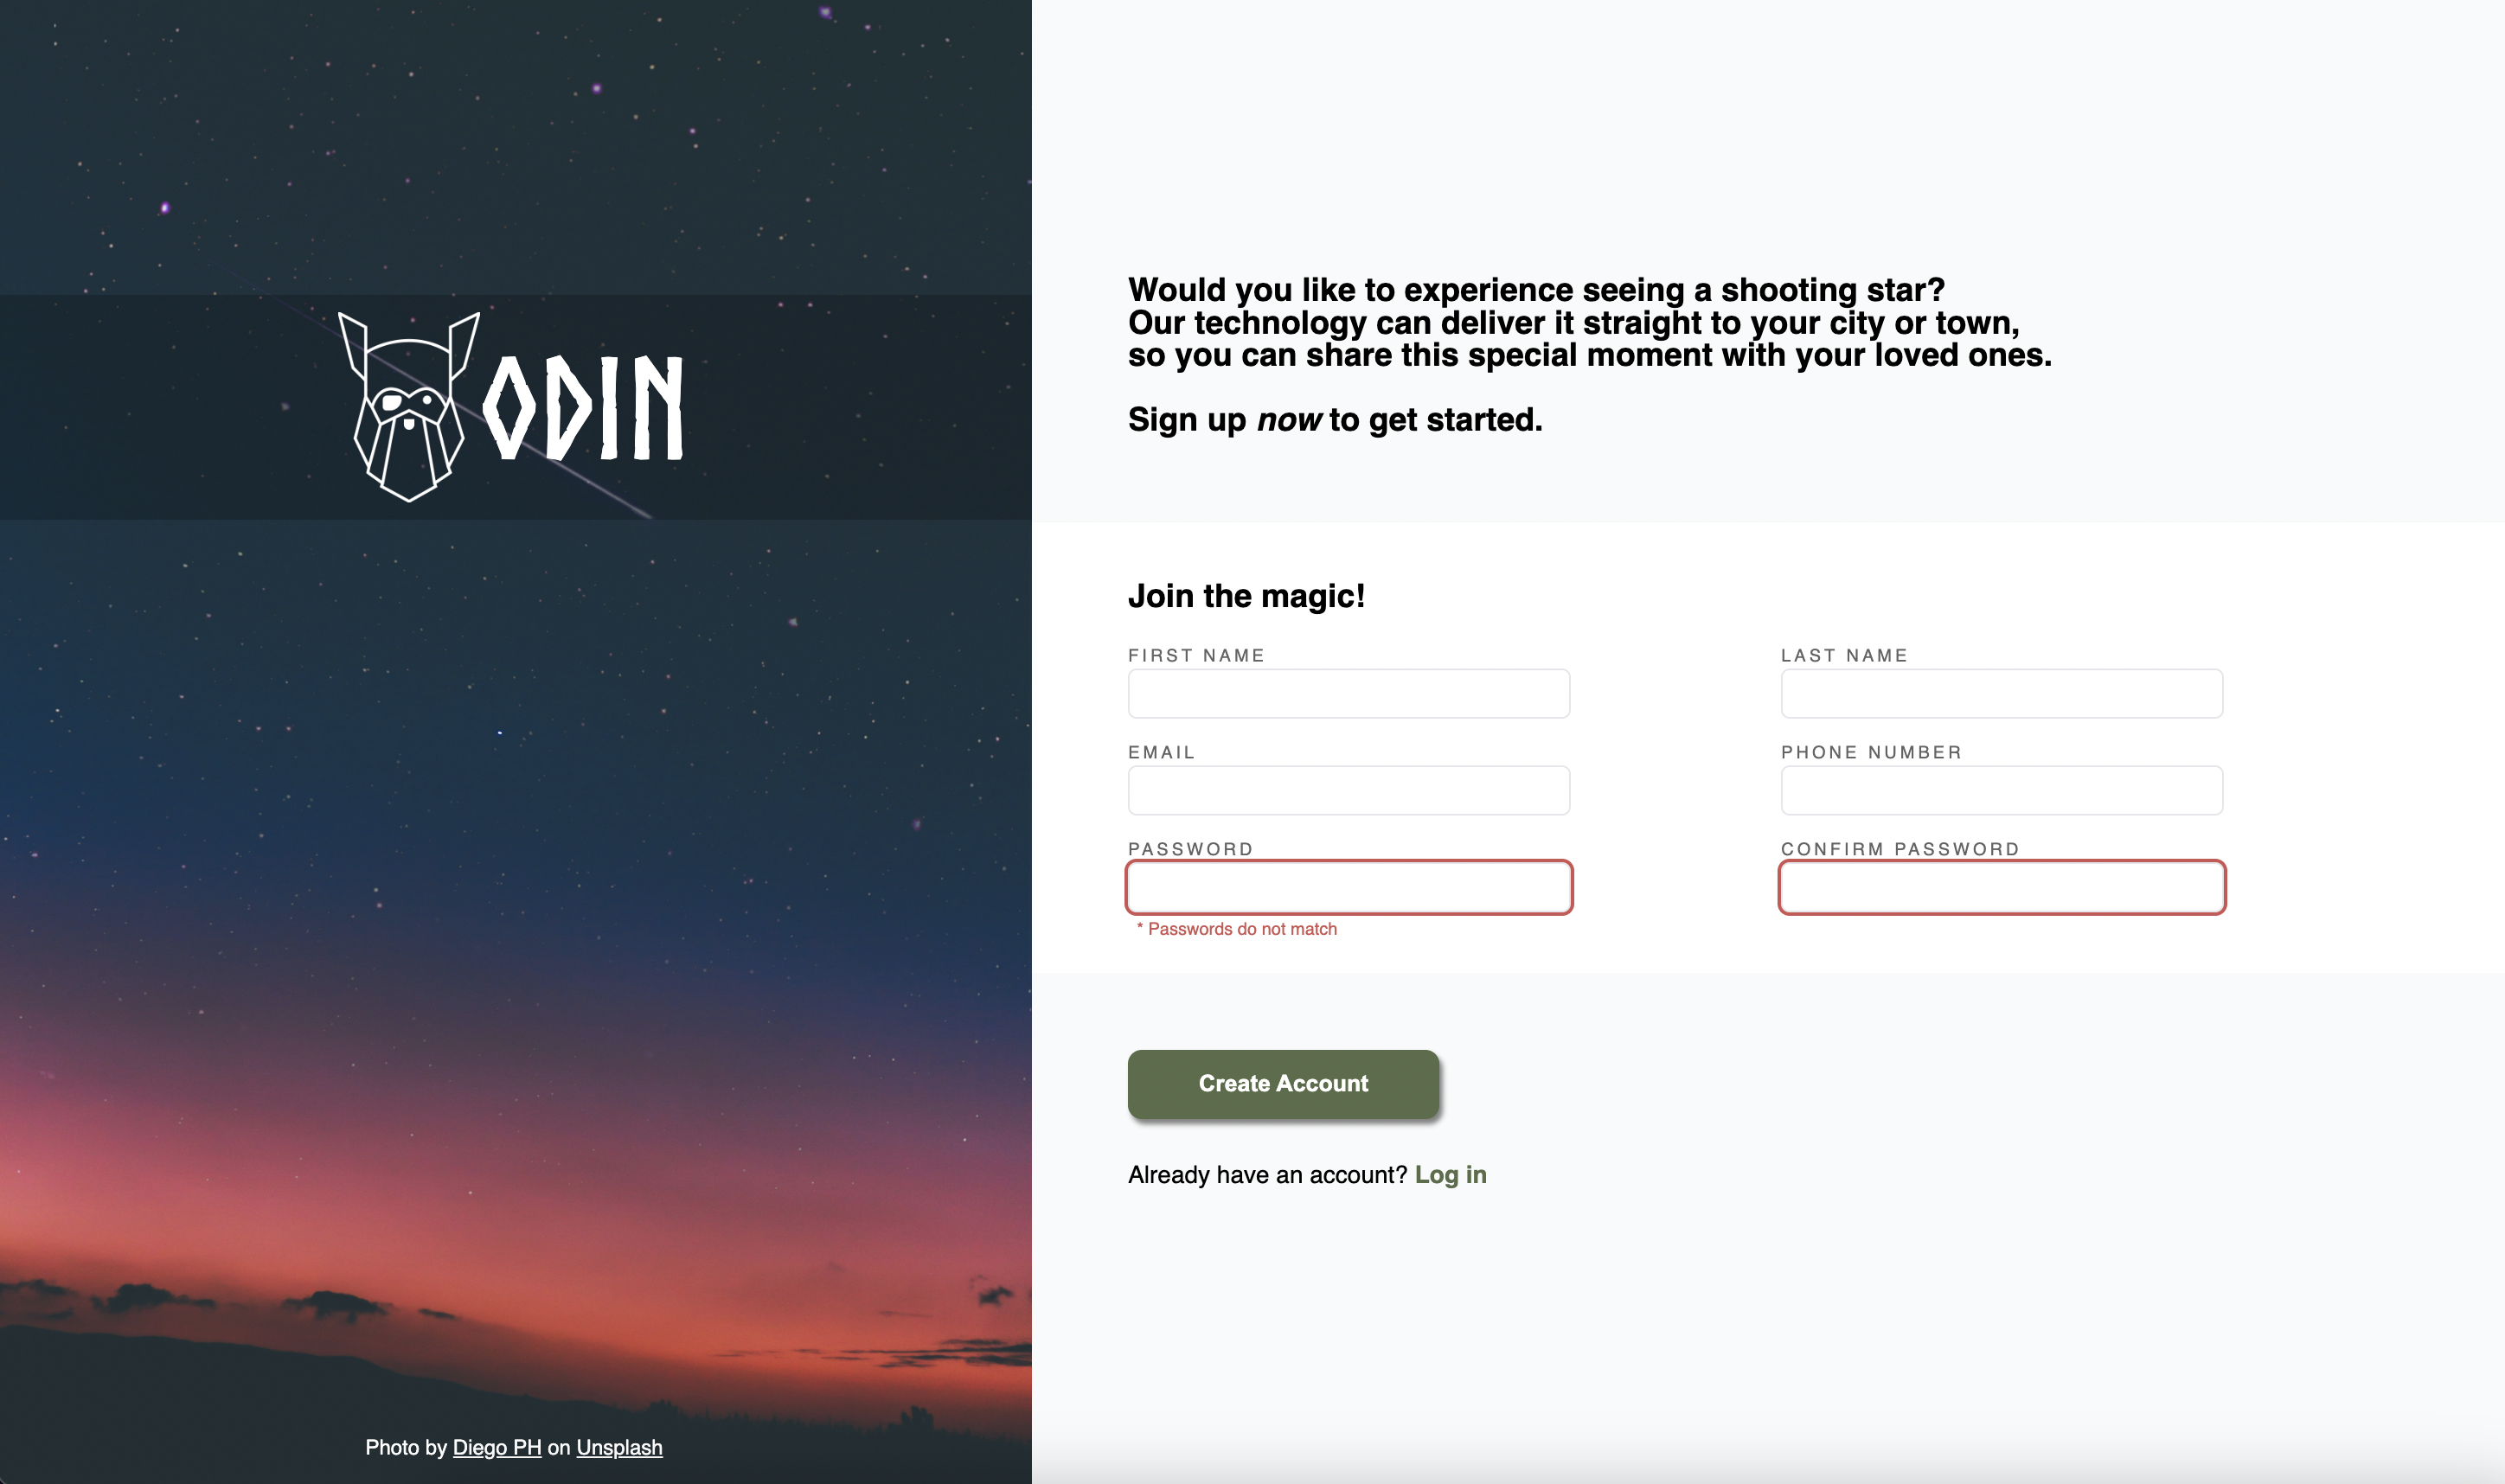 ODIN
Photo by Diego PH on Unsplash
Would you like to experience seeing a shooting star?
Our technology can deliver it straight to your city or town,
so you can share this special moment with your loved ones.
Sign up now to get started.
Join the magic!
FIRST NAME
LAST NAME
EMAIL
PHONE NUMBER
PASSWORD
CONFIRM PASSWORD
* Passwords do not match
Create Account
Already have an account? Log in